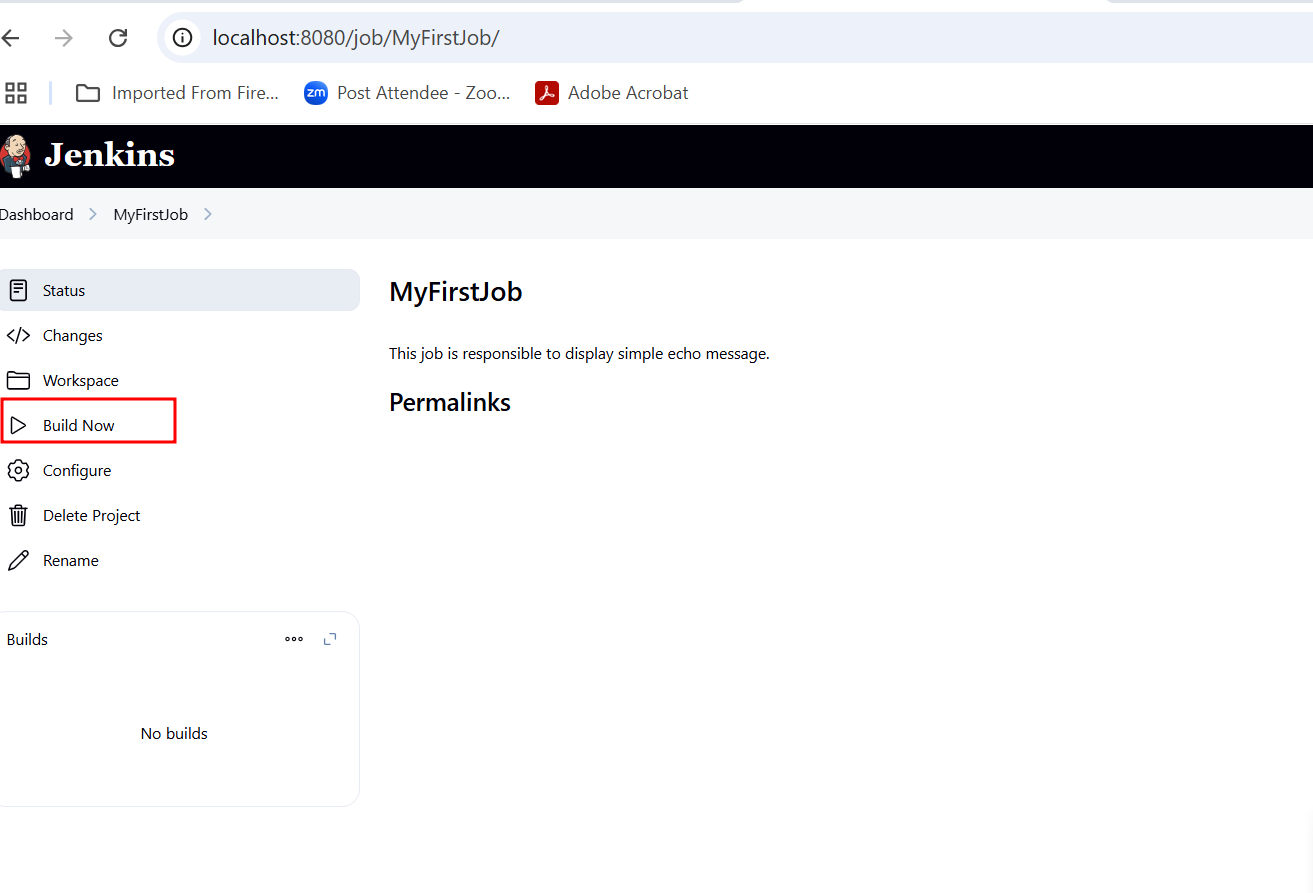 localhost:8080/job/MyFirstJob/
Imported From Fire... zm Post Attendee - Zoo... Adobe Acrobat
Jenkins
Dashboard MyFirstJob
Status
MyFirstJob
Changes
This job is responsible to display simple echo message.
Workspace
Permalinks
Build Now
Configure
Delete Project
Rename
Builds
No builds